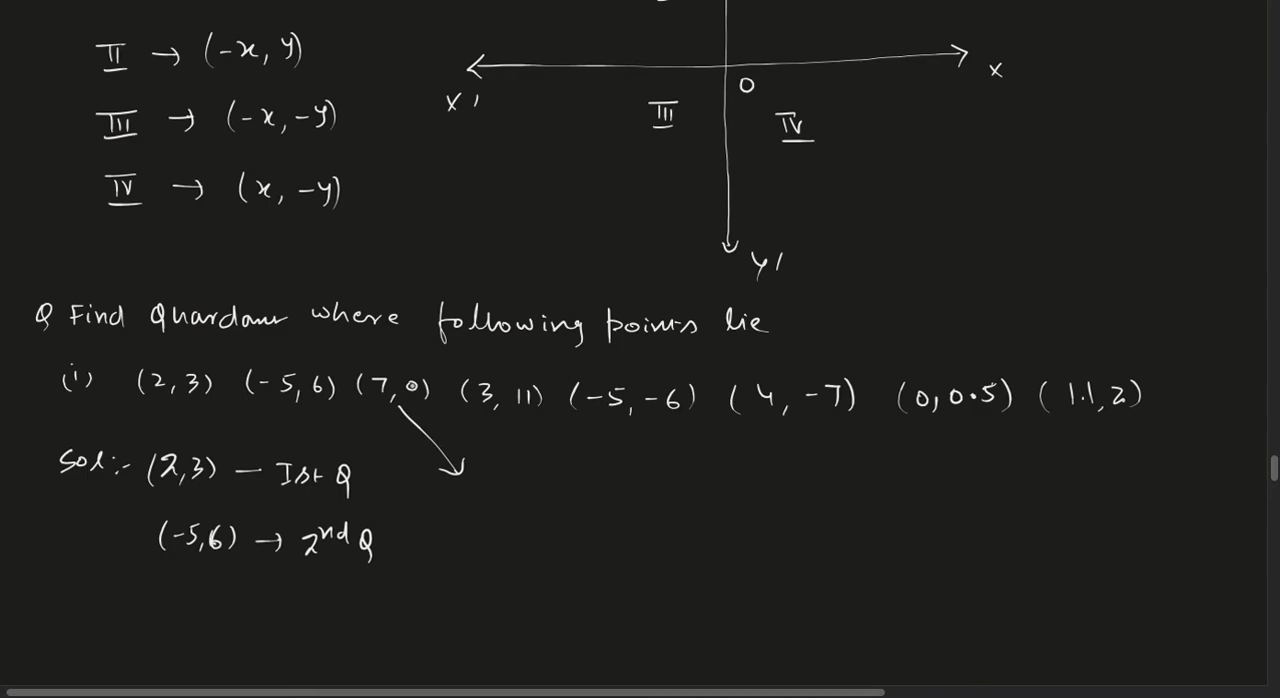 II → (-x, y)
X' O X
III → (-x, -y)
III IV
IV → (x, -y)
y'
Q Find Quardant where following points lie
(i) (2,3) (-5,6) (7,0) (3, 11) (-5,-6) (4, -7) (0, 0.5) (1.1, 2)
Sol:- (2,3) — Ist Q
(-5,6) → 2nd Q